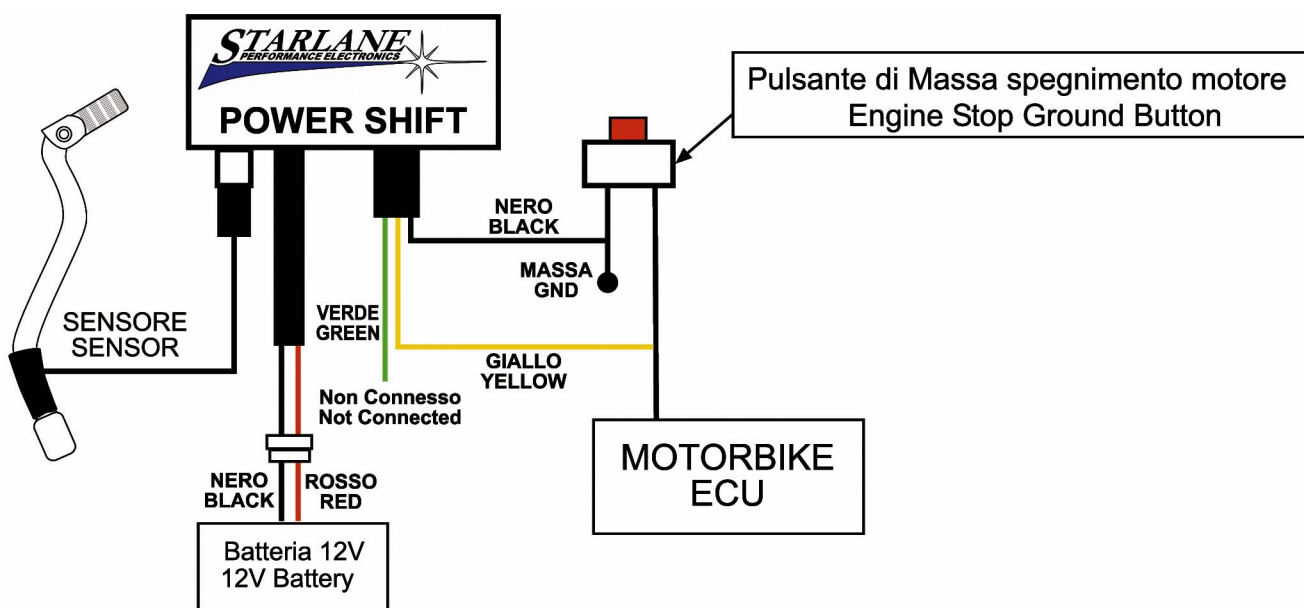 STARLANE
PERFORMANCE ELECTRONICS
POWER SHIFT
Pulsante di Massa spegnimento motore
Engine Stop Ground Button
NERO
BLACK
MASSA
GND
SENSORE
SENSOR
VERDE
GREEN
GIALLO
YELLOW
Non Connesso
Not Connected
MOTORBIKE
ECU
NERO
BLACK
ROSSO
RED
Batteria 12V
12V Battery